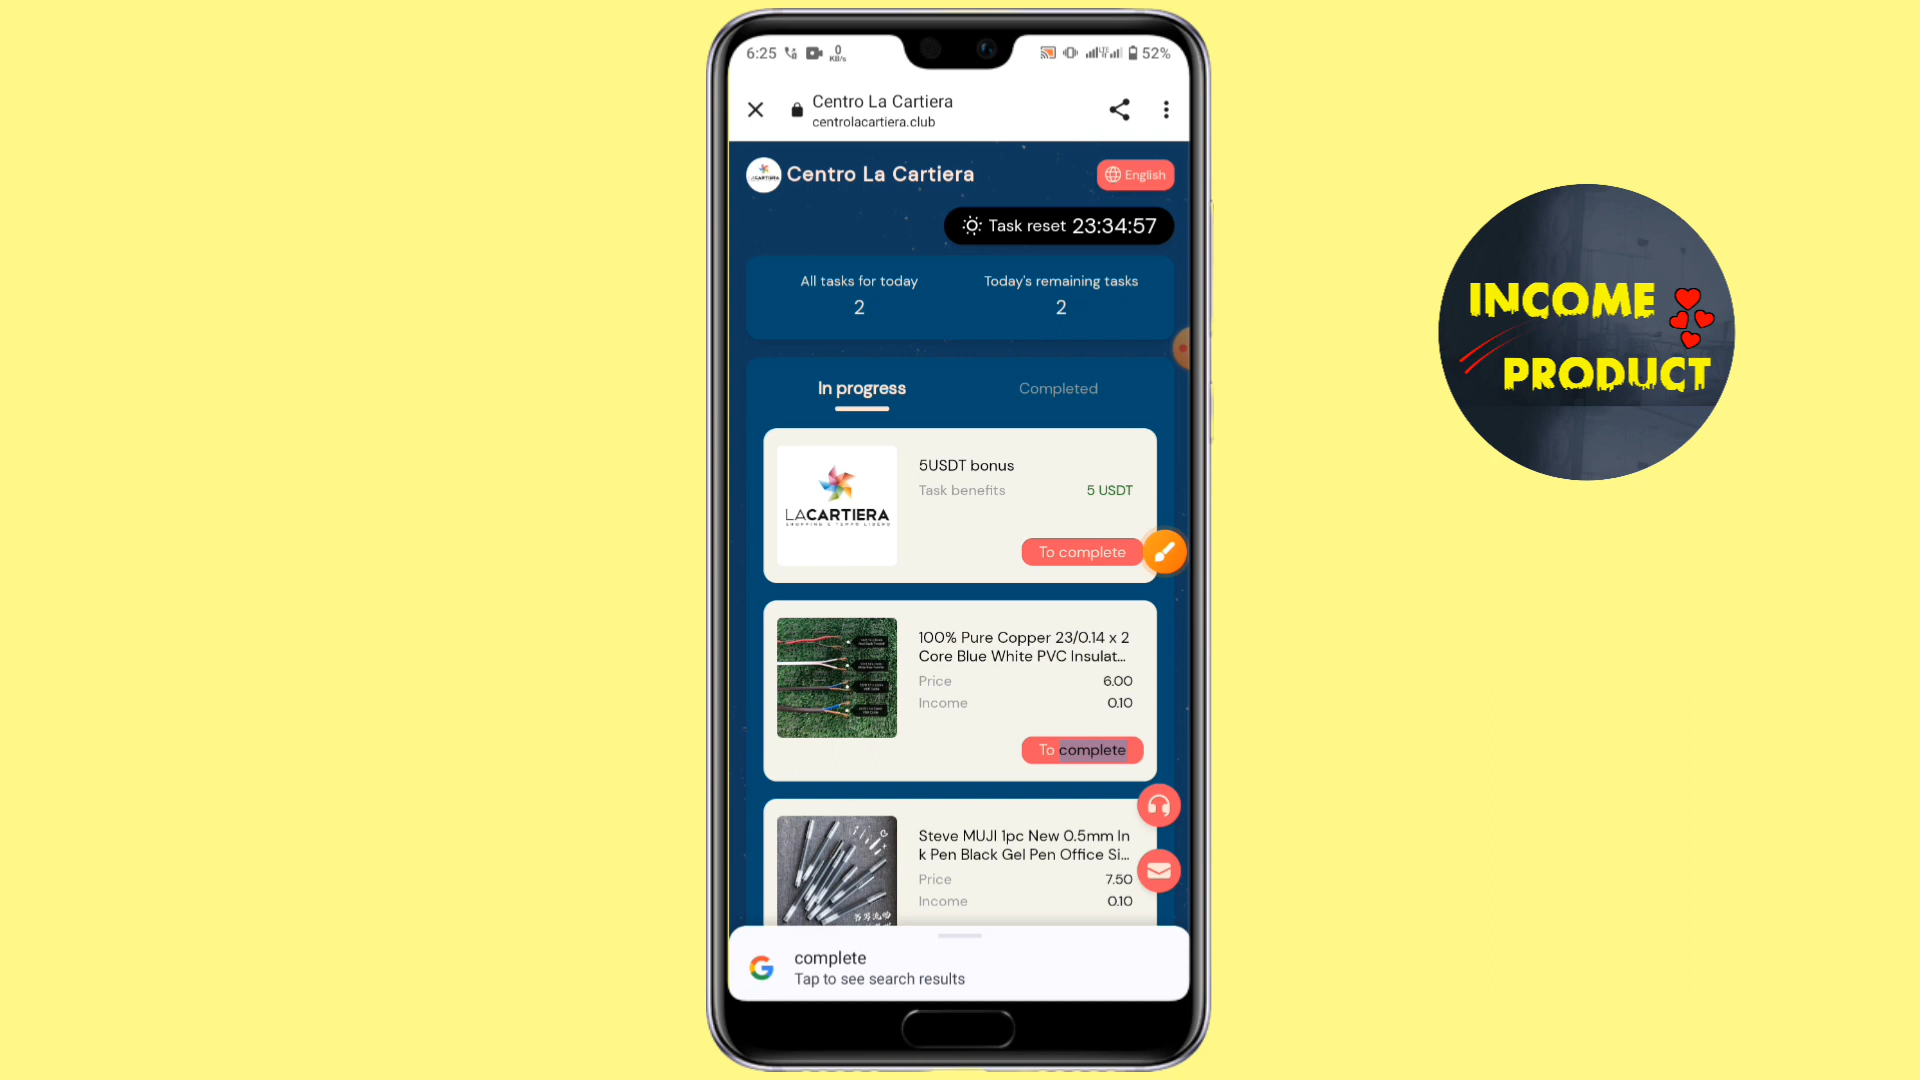 6:25
0
KB/s
52%
Centro La Cartiera
centrolacartiera.club
Centro La Cartiera
English
Task reset 23:34:57
All tasks for today
2
Today's remaining tasks
2
In progress
Completed
LACARTIERA
5USDT bonus
Task benefits
5 USDT
To complete
100% Pure Copper 23/0.14 x 2
Core Blue White PVC Insulat...
Price
6.00
Income
0.10
To complete
Steve MUJI 1pc New 0.5mm In
k Pen Black Gel Pen Office Si...
Price
7.50
Income
0.10
complete
Tap to see search results
INCOME
PRODUCT